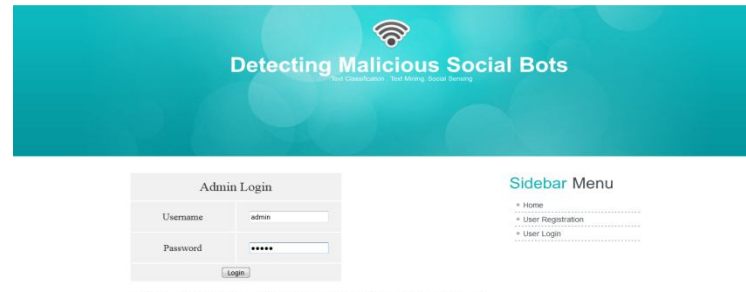 Detecting Malicious Social Bots
Text Classification . Text Mining, Social Sensing
Admin Login
Username admin
Password •••••
Login
Sidebar Menu
Home
User Registration
User Login